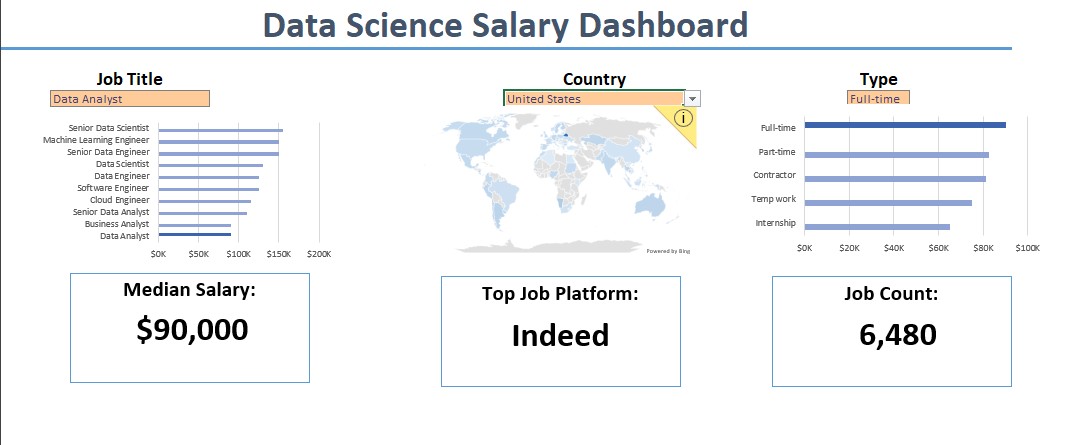 Data Science Salary Dashboard
Job Title
Data Analyst
Senior Data Scientist
Machine Learning Engineer
Senior Data Engineer
Data Scientist
Data Engineer
Software Engineer
Cloud Engineer
Senior Data Analyst
Business Analyst
Data Analyst
$0K $50K $100K $150K $200K
Country
United States
i
Powered by Bing
Type
Full-time
Full-time
Part-time
Contractor
Temp work
Internship
$0K $20K $40K $60K $80K $100K
Median Salary:
$90,000
Top Job Platform:
Indeed
Job Count:
6,480